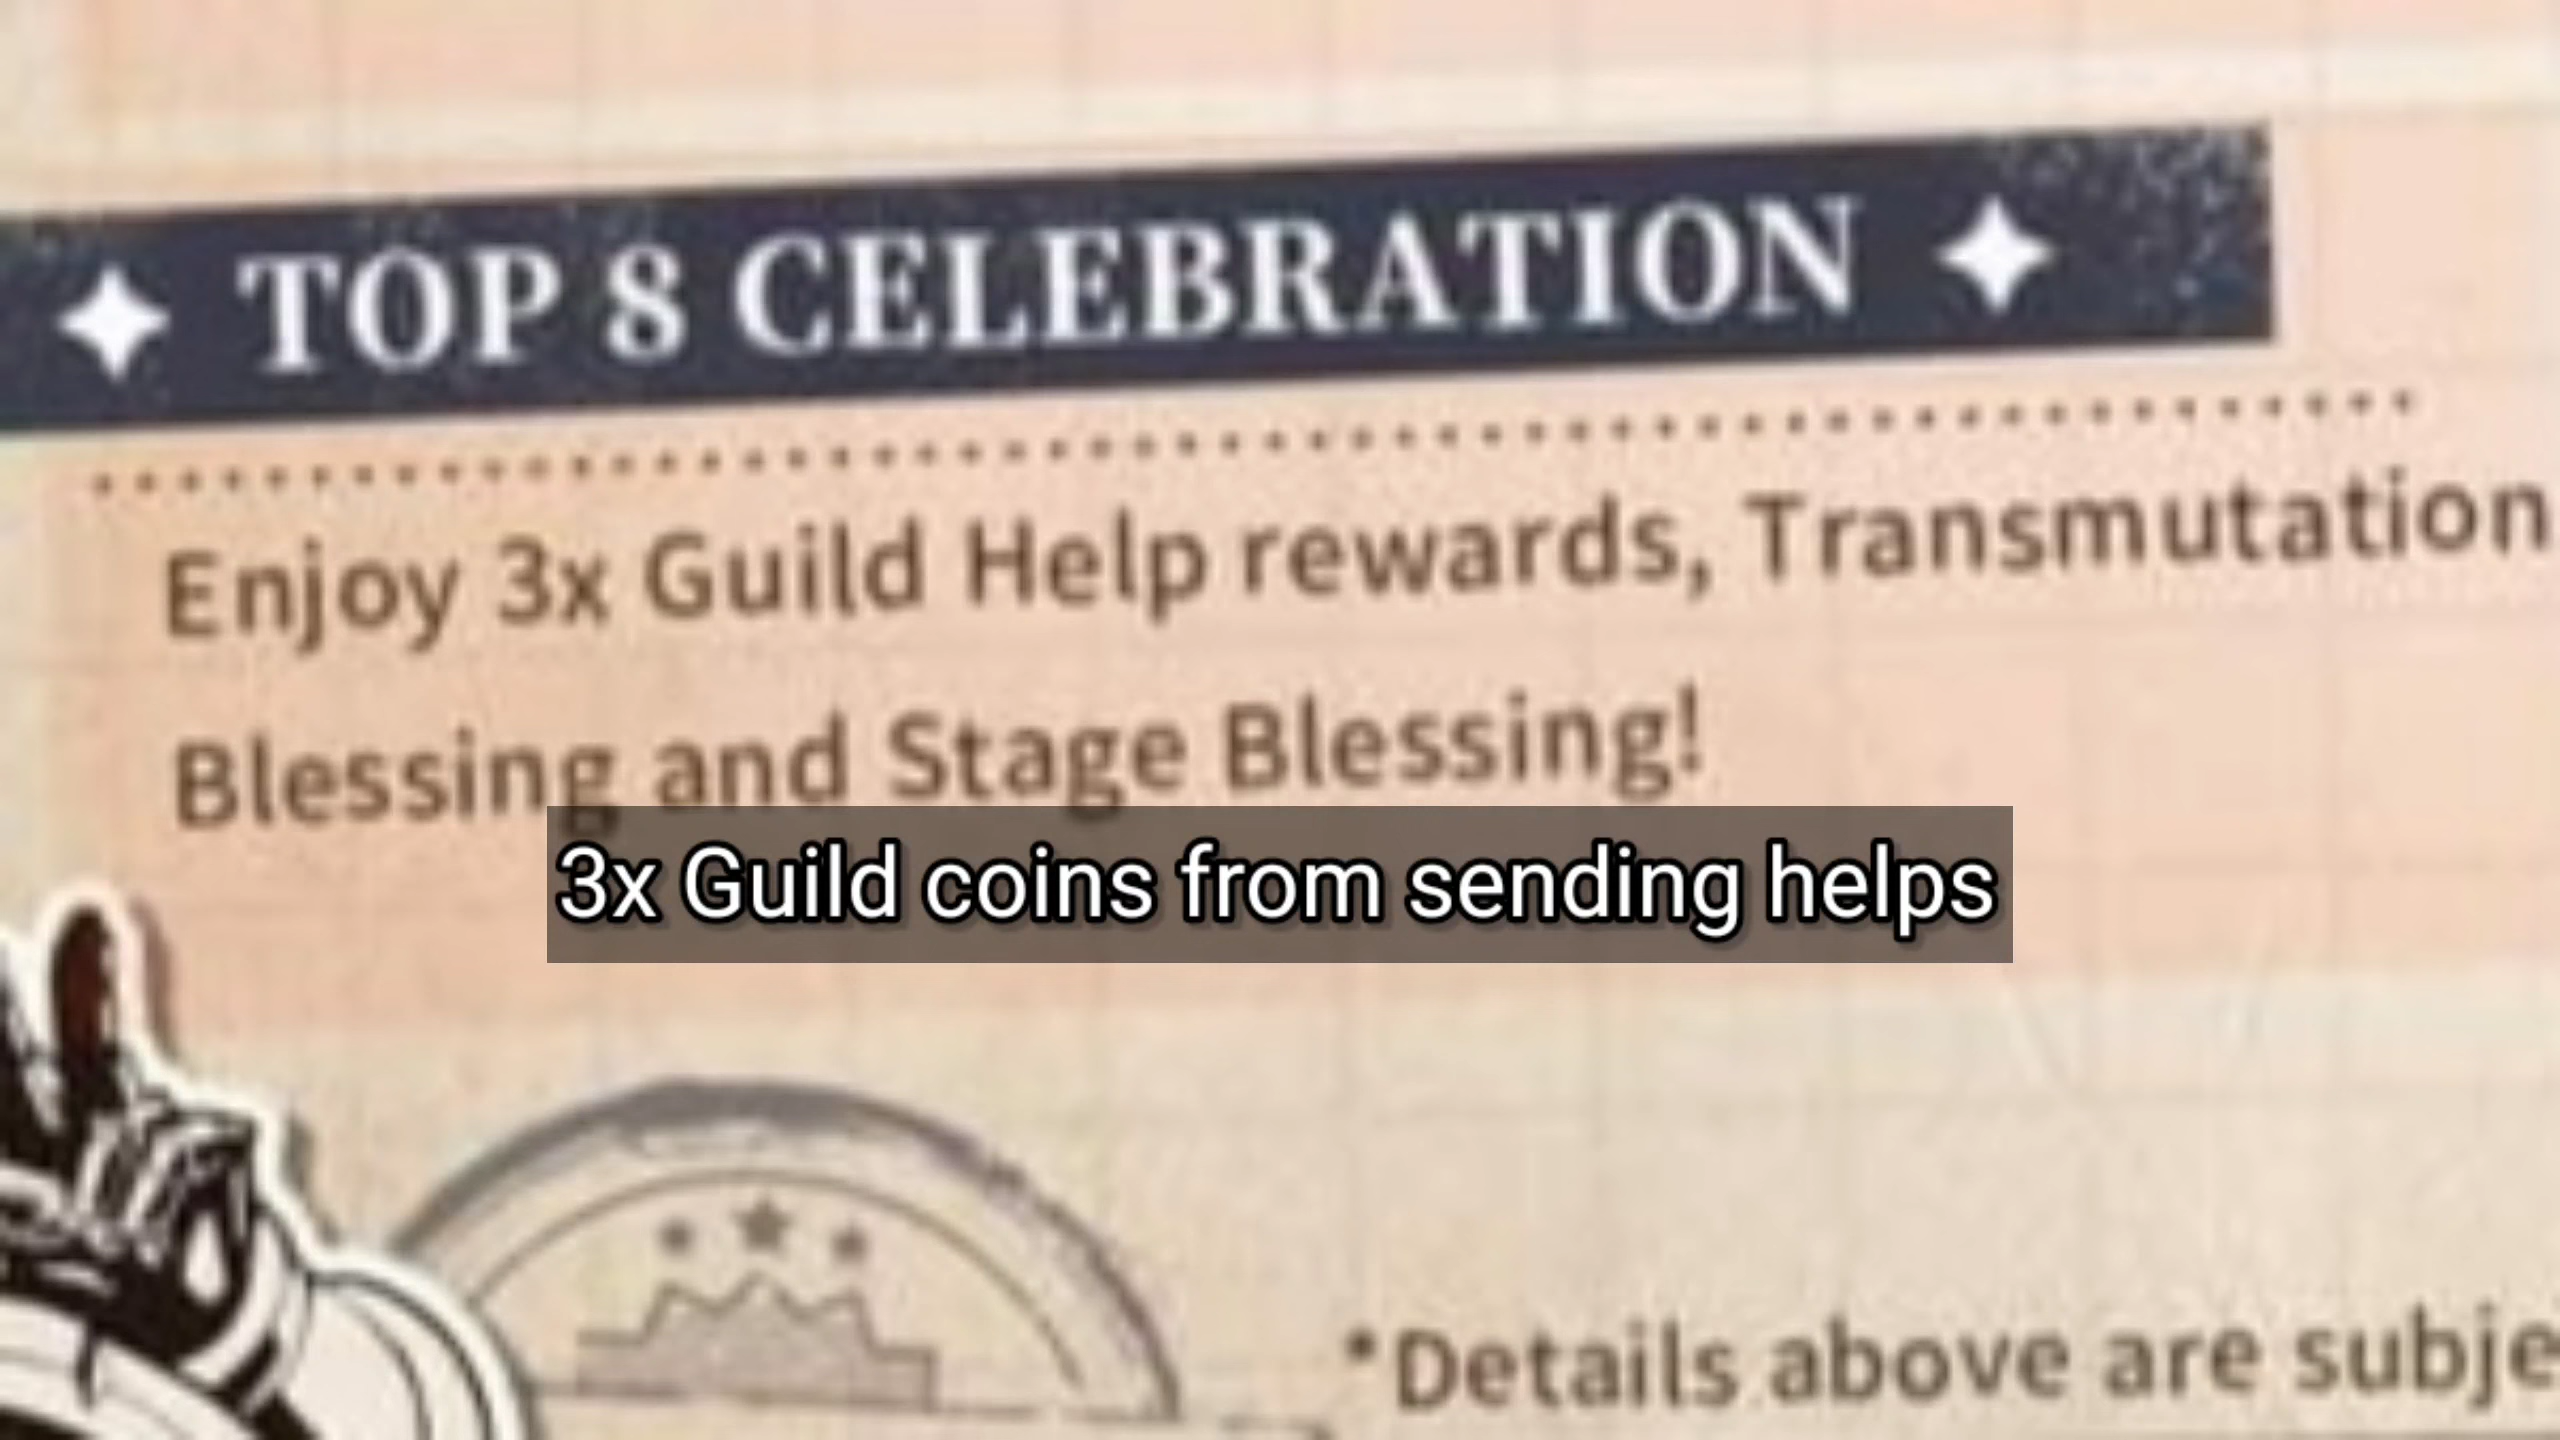 TOP 8 CELEBRATION
Enjoy 3x Guild Help rewards, Transmutation
Blessing and Stage Blessing!
3x Guild coins from sending helps
*Details above are subje